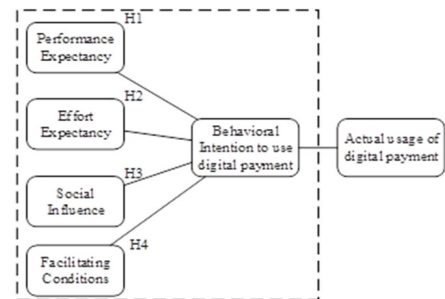 H1
Performance
Expectancy
H2
Effort
Expectancy
H3
Social
Influence
H4
Facilitating
Conditions
Behavioral
Intention to use
digital payment
Actual usage of
digital payment